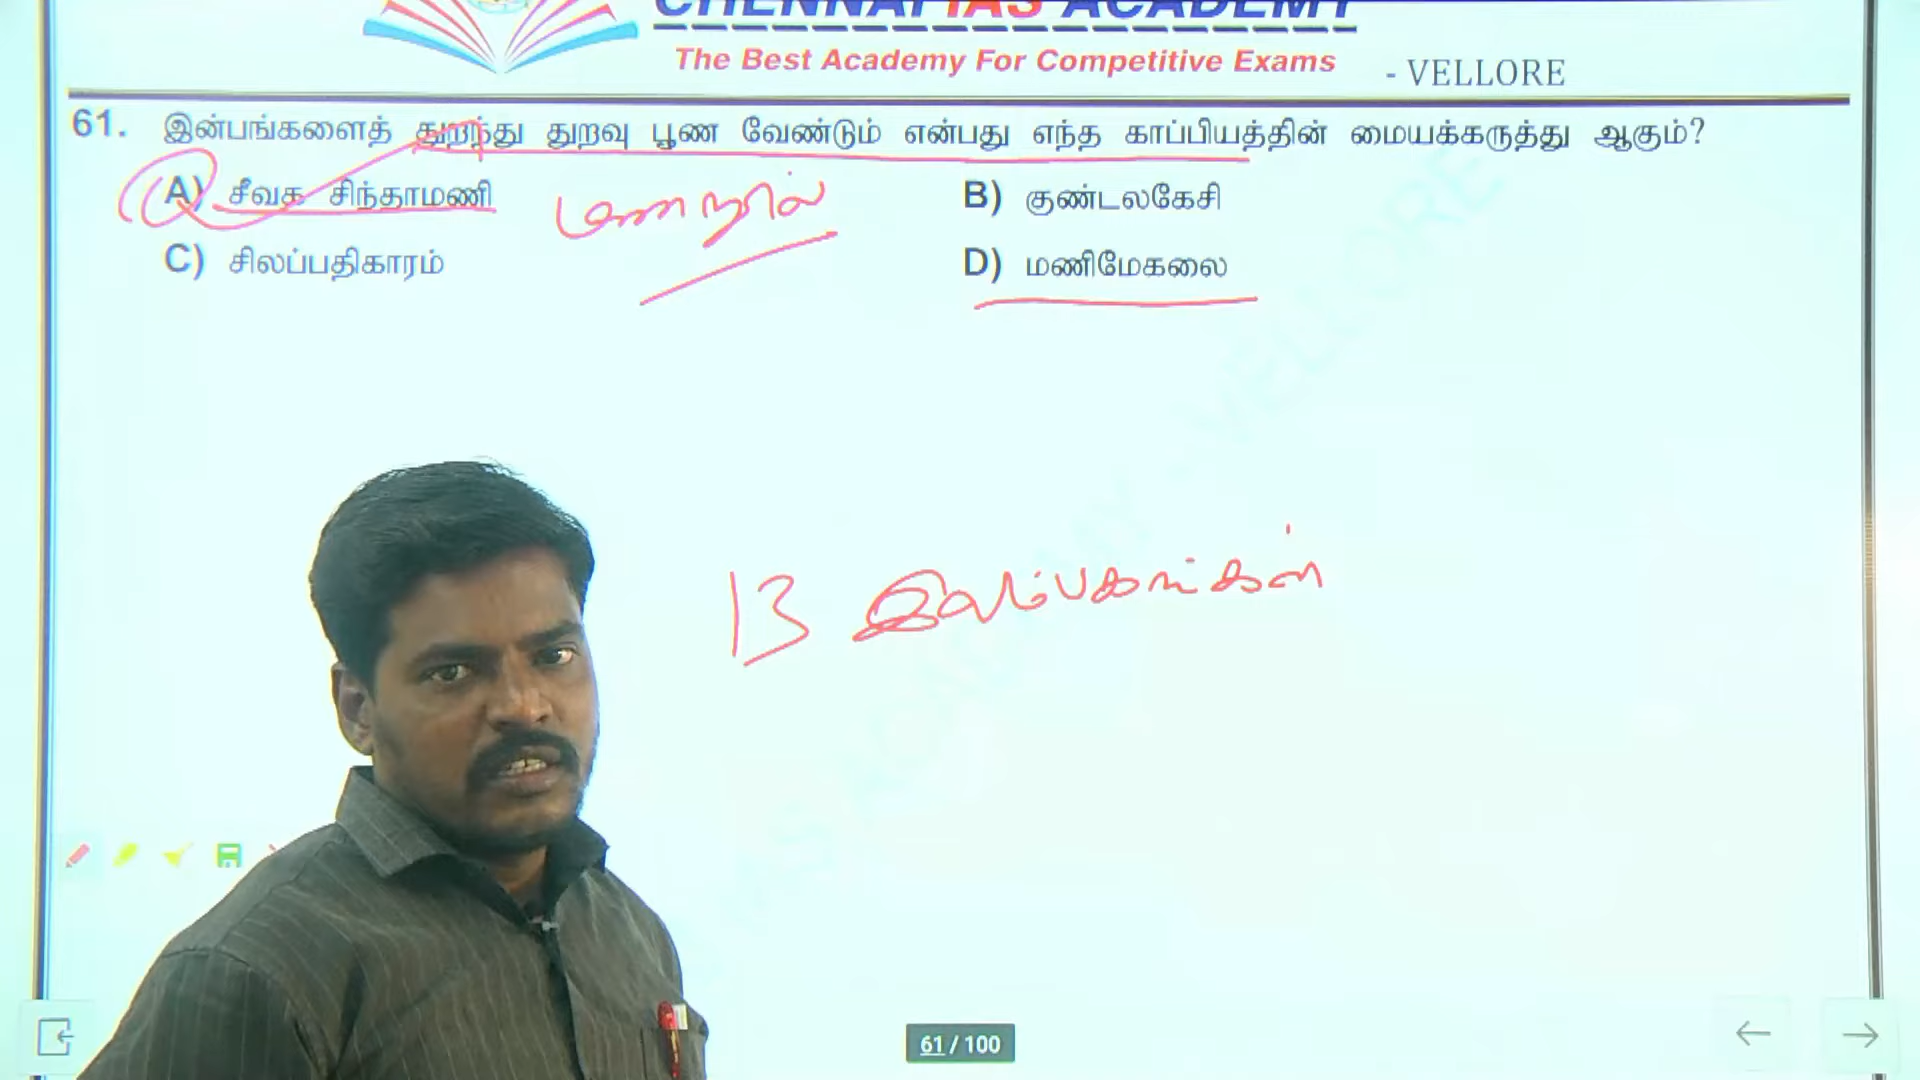 CHENNAI IAS ACADEMY
The Best Academy For Competitive Exams
- VELLORE
61. இன்பங்களைத் துறந்து துறவு பூண வேண்டும் என்பது எந்த காப்பியத்தின் மையக்கருத்து ஆகும்?
A) சீவக சிந்தாமணி
மணநூல்
B) குண்டலகேசி
C) சிலப்பதிகாரம்
D) மணிமேகலை
13 இலம்பகங்கள்
61 / 100